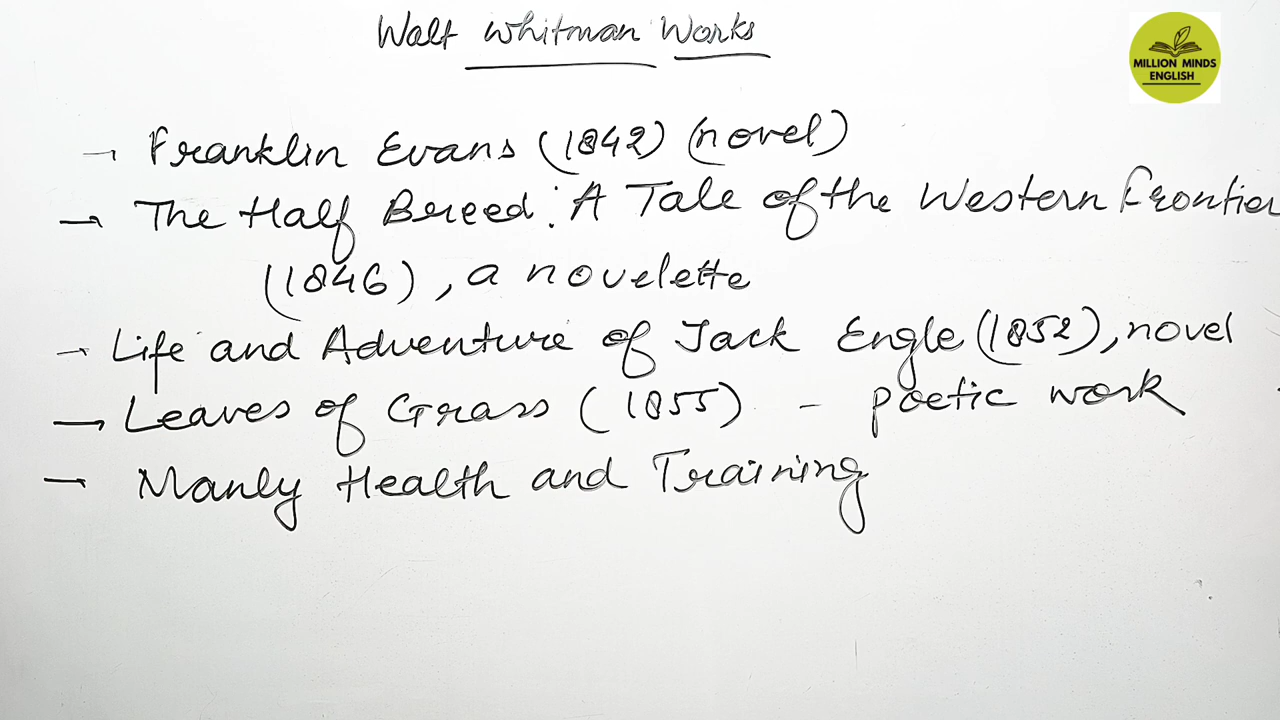 Walt Whitman Works
MILLION MINDS
ENGLISH
→ Franklin Evans (1842) (novel)
→ The Half Breed: A Tale of the Western Frontier
(1846), a novelette
→ Life and Adventure of Jack Engle (1852), novel
→ Leaves of Grass (1855) - poetic work
→ Manly Health and Training